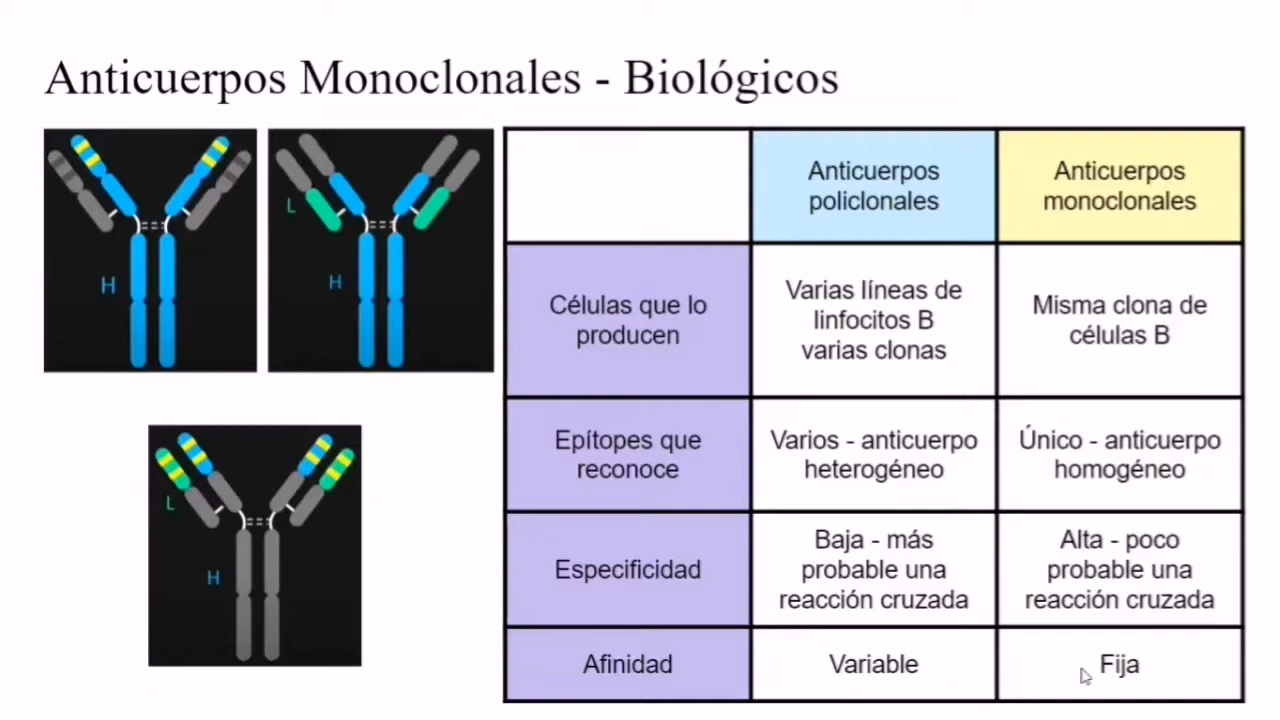 Anticuerpos Monoclonales - Biológicos
H
L
H
L
H
Anticuerpos
policlonales
Anticuerpos
monoclonales
Células que lo
producen
Varias líneas de
linfocitos B
varias clonas
Misma clona de
células B
Epítopes que
reconoce
Varios - anticuerpo
heterogéneo
Único - anticuerpo
homogéneo
Especificidad
Baja - más
probable una
reacción cruzada
Alta - poco
probable una
reacción cruzada
Afinidad
Variable
Fija